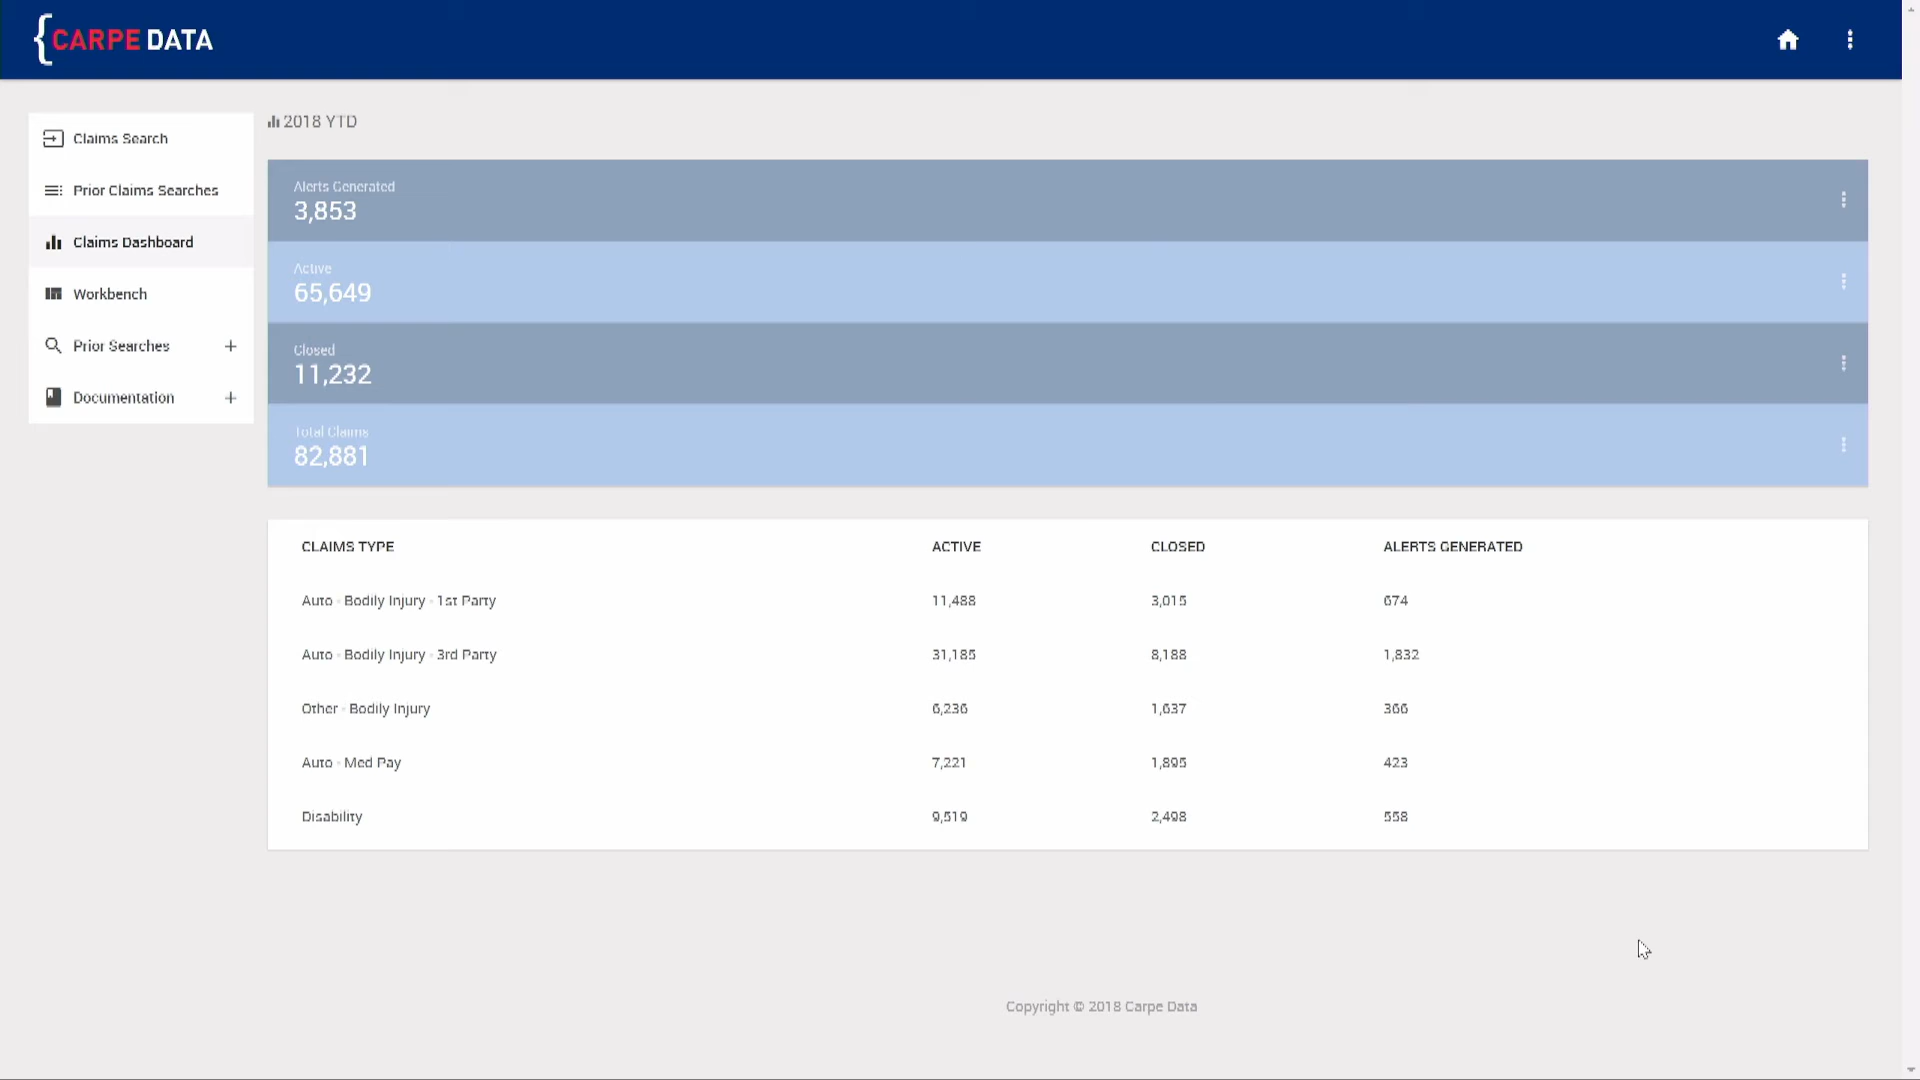 {CARPE DATA
Claims Search
Prior Claims Searches
Claims Dashboard
Workbench
Prior Searches +
Documentation +
2018 YTD
Alerts Generated
3,853
Active
65,649
Closed
11,232
Total Claims
82,881
CLAIMS TYPE ACTIVE CLOSED ALERTS GENERATED
Auto - Bodily Injury - 1st Party 11,488 3,015 674
Auto - Bodily Injury - 3rd Party 31,185 8,188 1,832
Other - Bodily Injury 6,236 1,637 366
Auto - Med Pay 7,221 1,895 423
Disability 9,519 2,498 558
Copyright © 2018 Carpe Data